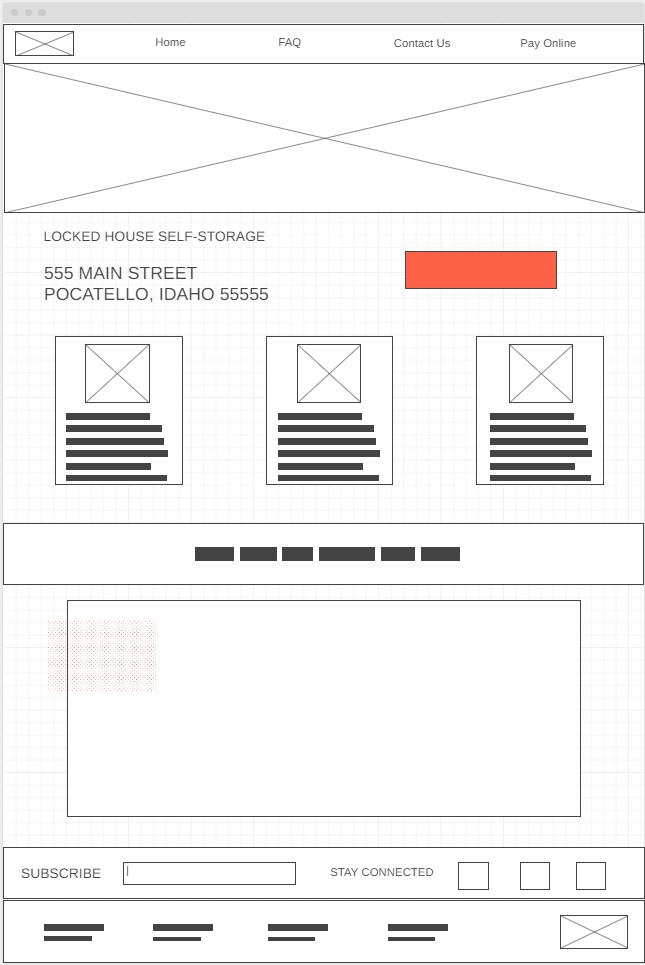 Home
FAQ
Contact Us
Pay Online
LOCKED HOUSE SELF-STORAGE
555 MAIN STREET
POCATELLO, IDAHO 55555
SUBSCRIBE
STAY CONNECTED